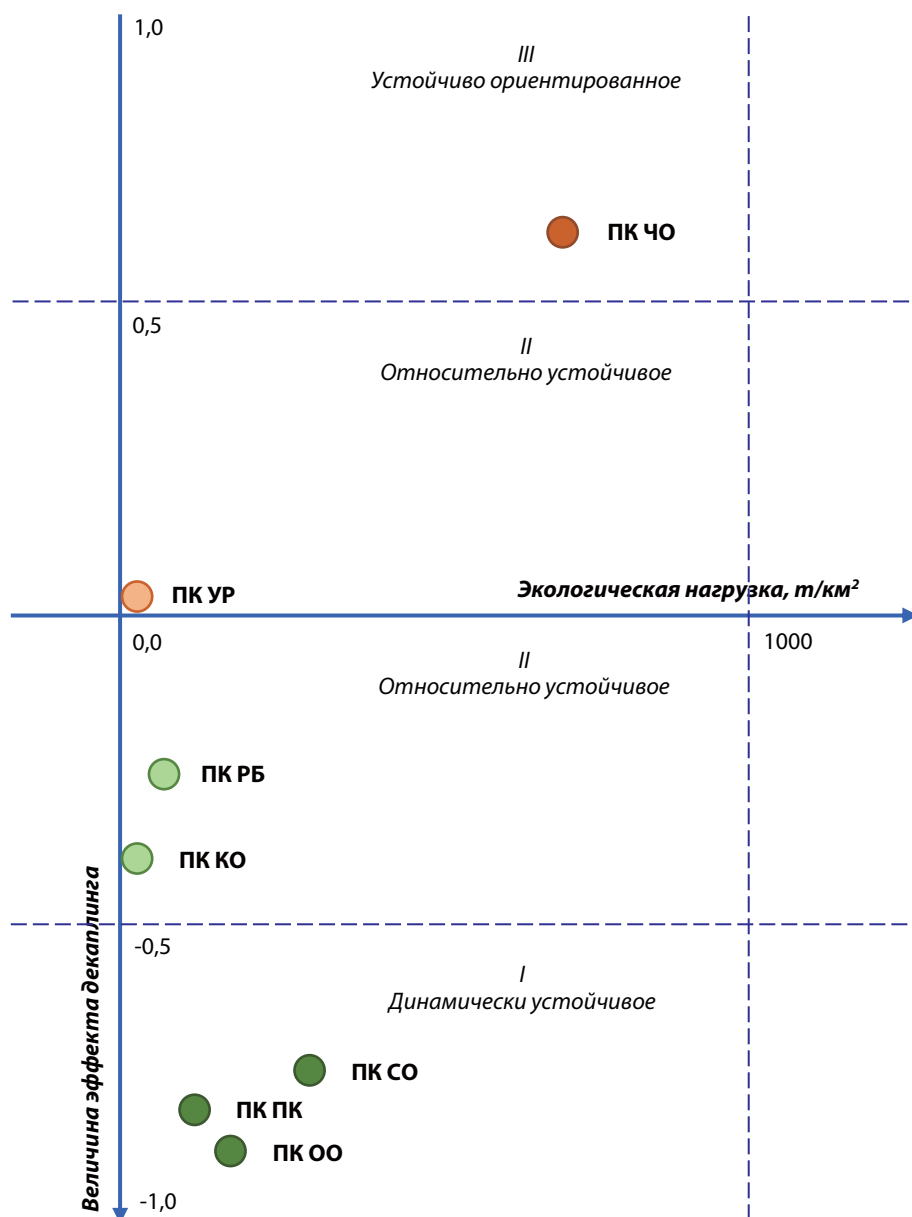 1,0
III
Устойчиво ориентированное
ПК ЧО
0,5
II
Относительно устойчивое
ПК УР
Экологическая нагрузка, т/км²
0,0
1000
II
Относительно устойчивое
ПК РБ
ПК КО
Величина эффекта декаплинга
-0,5
I
Динамически устойчивое
ПК СО
ПК ПК
ПК ОО
-1,0